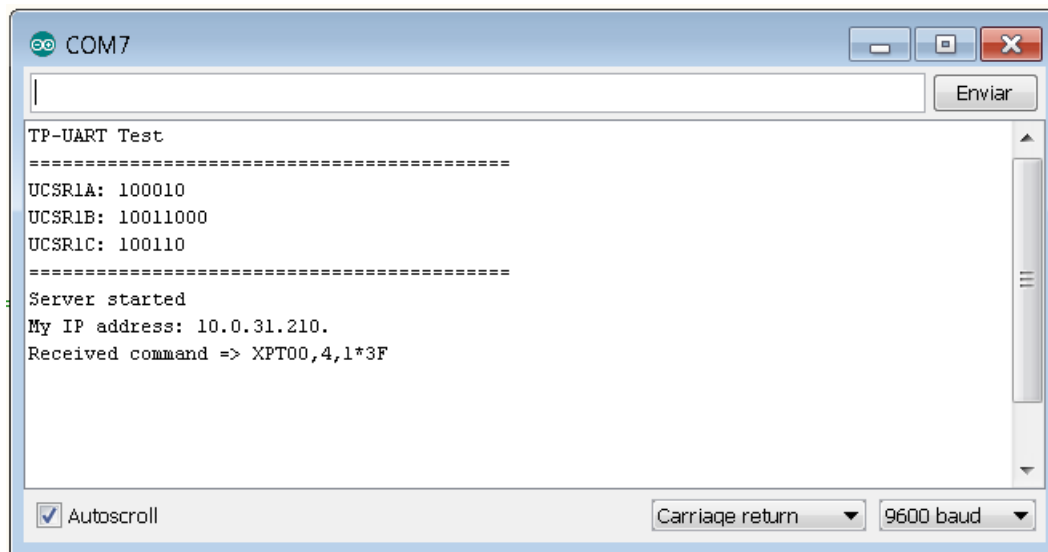 COM7
Enviar
TP-UART Test
===========================================
UCSR1A: 100010
UCSR1B: 10011000
UCSR1C: 100110
===========================================
Server started
My IP address: 10.0.31.210.
Received command => XPT00,4,1*3F
Autoscroll
Carriage return
9600 baud